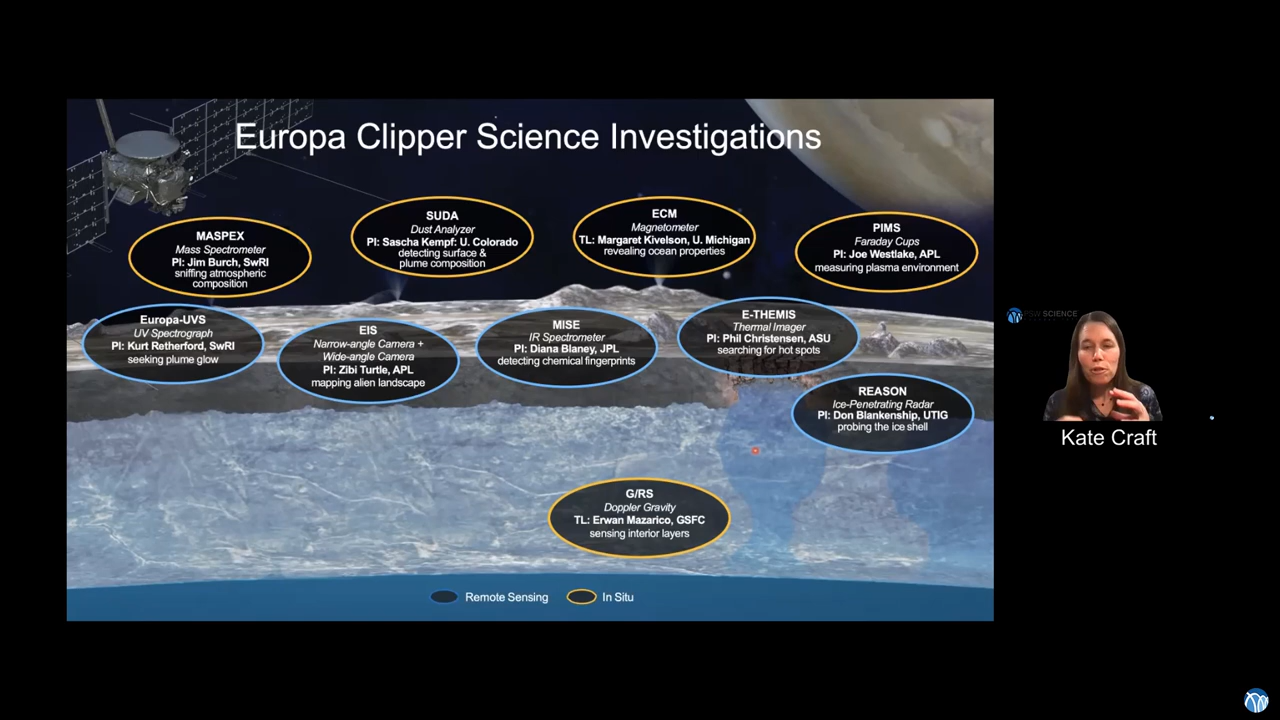 Europa Clipper Science Investigations
MASPEX
Mass Spectrometer
PI: Jim Burch, SwRI
sniffing atmospheric
composition
SUDA
Dust Analyzer
PI: Sascha Kempf: U. Colorado
detecting surface &
plume composition
ECM
Magnetometer
TL: Margaret Kivelson, U. Michigan
revealing ocean properties
PIMS
Faraday Cups
PI: Joe Westlake, APL
measuring plasma environment
Europa-UVS
UV Spectrograph
PI: Kurt Retherford, SwRI
seeking plume glow
EIS
Narrow-angle Camera +
Wide-angle Camera
PI: Zibi Turtle, APL
mapping alien landscape
MISE
IR Spectrometer
PI: Diana Blaney, JPL
detecting chemical fingerprints
E-THEMIS
Thermal Imager
PI: Phil Christensen, ASU
searching for hot spots
REASON
Ice-Penetrating Radar
PI: Don Blankenship, UTIG
probing the ice shell
G/RS
Doppler Gravity
TL: Erwan Mazarico, GSFC
sensing interior layers
Remote Sensing
In Situ
PSW SCIENCE
Kate Craft